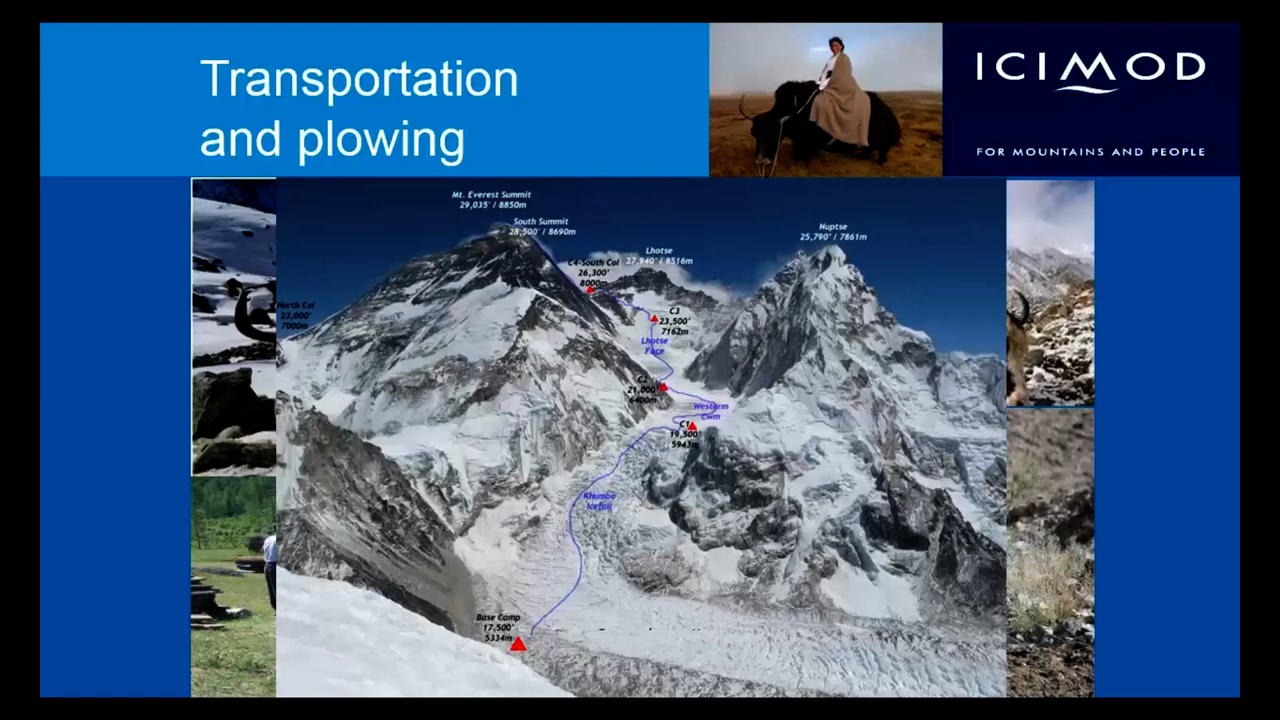 Transportation
and plowing
ICIMOD
FOR MOUNTAINS AND PEOPLE
Mt. Everest Summit
29,035' / 8850m
South Summit
28,500' / 8690m
Nuptse
25,790' / 7861m
Lhotse
27,940' / 8516m
C4-South Col
26,300'
8000m
North Col
23,000'
7000m
C3
23,500'
7162m
Lhotse
Face
C2
21,000'
6400m
Western
Cwm
C1
19,500'
5943m
Khumbu
Icefall
Base Camp
17,500'
5334m